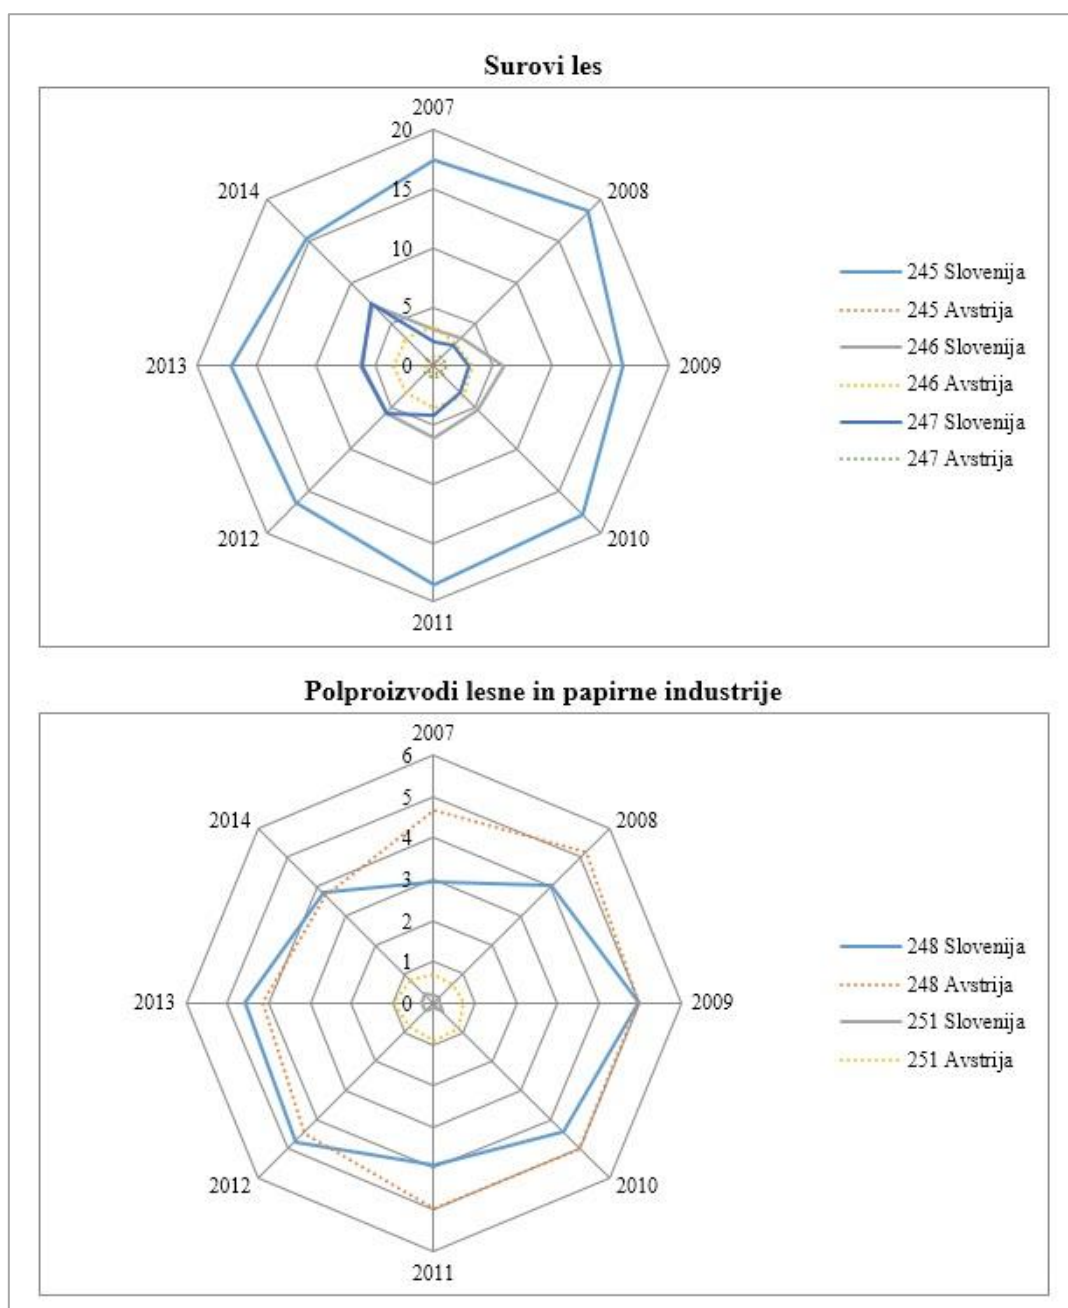 Surovi les
2007
20
2014
15
2008
10
5
2013
0
2009
2012
2010
2011
245 Slovenija
245 Avstrija
246 Slovenija
246 Avstrija
247 Slovenija
247 Avstrija
Polproizvodi lesne in papirne industrije
2007
6
5
2014
4
2008
3
2
1
2013
0
2009
2012
2010
2011
248 Slovenija
248 Avstrija
251 Slovenija
251 Avstrija